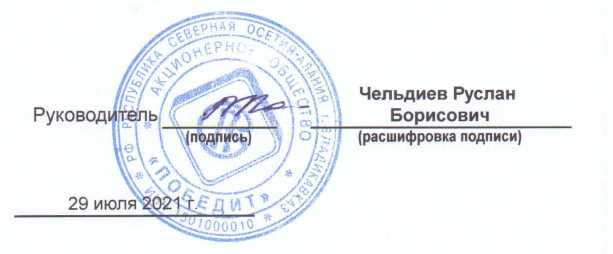 РФ РЕСПУБЛИКА СЕВЕРНАЯ ОСЕТИЯ-АЛАНИЯ Г.ВЛАДИКАВКАЗ
АКЦИОНЕРНОЕ ОБЩЕСТВО
«ПОБЕДИТ»
Чельдиев Руслан
Руководитель
Борисович
(подпись)
(расшифровка подписи)
29 июля 2021 г.